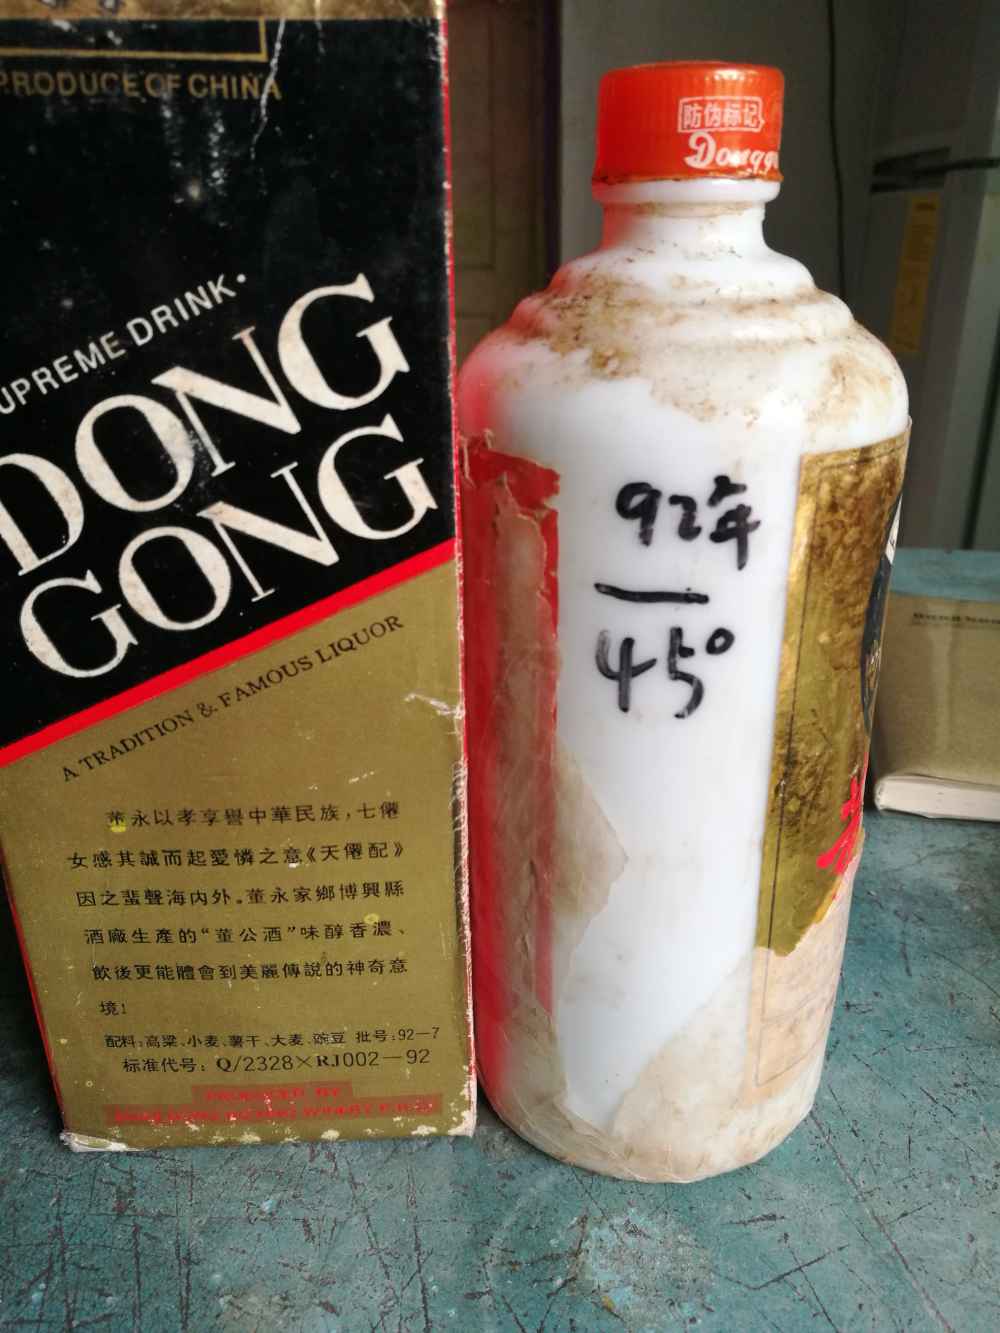 PRODUCE OF CHINA
SUPREME DRINK·
DONG
GONG
A TRADITION & FAMOUS LIQUOR
董永以孝享譽中華民族，七僊
女感其誠而起愛憐之意《天僊配》
因之蜚聲海内外。董永家鄉博興縣
酒廠生產的“董公酒”味醇香濃、
飲後更能體會到美麗傳說的神奇意
境！
配料：高粱、小麦、薯干、大麦、豌豆 批号：92—7
标准代号：Q/2328×RJ002—92
PRODUCED BY
防伪标记
Dongg
92年
45°